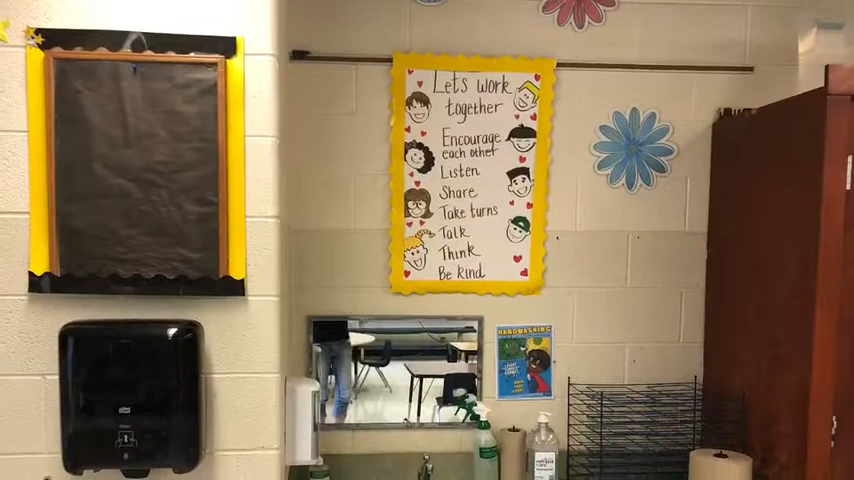 Lets work
together
Encourage
each other
Listen
Share
Take turns
Talk
Think
Be kind
HANDWASHING